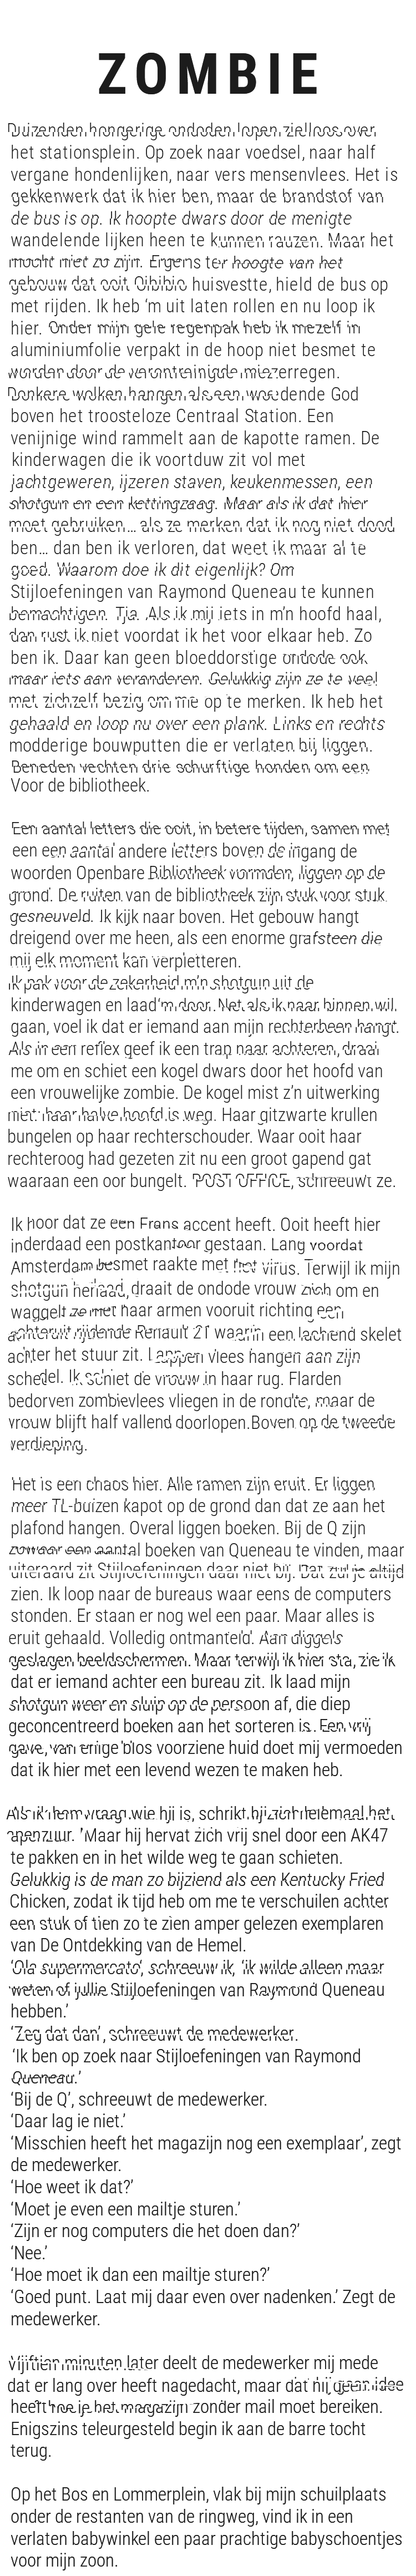 ZOMBIE
Duizenden hongerige ondoden lopen zielloos over
het stationsplein. Op zoek naar voedsel, naar half
vergane hondenlijken, naar vers mensenvlees. Het is
gekkenwerk dat ik hier ben, maar de brandstof van
de bus is op. Ik hoopte dwars door de menigte
wandelende lijken heen te kunnen rauzen. Maar het
mocht niet zo zijn. Ergens ter hoogte van het
gebouw dat ooit Qibibio huisvestte, hield de bus op
met rijden. Ik heb ‘m uit laten rollen en nu loop ik
hier. Onder mijn gele regenpak heb ik mezelf in
aluminiumfolie verpakt in de hoop niet besmet te
worden door de verontreinigde miezerregen.
Donkere wolken hangen als een woedende God
boven het troosteloze Centraal Station. Een
venijnige wind rammelt aan de kapotte ramen. De
kinderwagen die ik voortduw zit vol met
jachtgeweren, ijzeren staven, keukenmessen, een
shotgun en een kettingzaag. Maar als ik dat hier
moet gebruiken... als ze merken dat ik nog niet dood
ben... dan ben ik verloren, dat weet ik maar al te
goed. Waarom doe ik dit eigenlijk? Om
Stijloefeningen van Raymond Queneau te kunnen
bemachtigen. Tja. Als ik mij iets in m’n hoofd haal,
dan rust ik niet voordat ik het voor elkaar heb. Zo
ben ik. Daar kan geen bloeddorstige ondode ook
maar iets aan veranderen. Gelukkig zijn ze te veel
met zichzelf bezig om me op te merken. Ik heb het
gehaald en loop nu over een plank. Links en rechts
modderige bouwputten die er verlaten bij liggen.
Beneden vechten drie schurftige honden om een
Voor de bibliotheek.
Een aantal letters die ooit, in betere tijden, samen met
een een aantal andere letters boven de ingang de
woorden Openbare Bibliotheek vormden, liggen op de
grond. De ruiten van de bibliotheek zijn stuk voor stuk
gesneuveld. Ik kijk naar boven. Het gebouw hangt
dreigend over me heen, als een enorme grafsteen die
mij elk moment kan verpletteren.
Ik pak voor de zekerheid m’n shotgun uit de
kinderwagen en laad ‘m door. Net als ik naar binnen wil
gaan, voel ik dat er iemand aan mijn rechterbeen hangt.
Als in een reflex geef ik een trap naar achteren, draai
me om en schiet een kogel dwars door het hoofd van
een vrouwelijke zombie. De kogel mist z’n uitwerking
niet: haar halve hoofd is weg. Haar gitzwarte krullen
bungelen op haar rechterschouder. Waar ooit haar
rechteroog had gezeten zit nu een groot gapend gat
waaraan een oor bungelt. ‘POST OFFICE, schreeuwt ze.
Ik hoor dat ze een Frans accent heeft. Ooit heeft hier
inderdaad een postkantoor gestaan. Lang voordat
Amsterdam besmet raakte met het virus. Terwijl ik mijn
shotgun herlaad, draait de ondode vrouw zich om en
waggelt ze met haar armen vooruit richting een
achteruit rijdende Renault 21 waarin een lachend skelet
achter het stuur zit. Lappen vlees hangen aan zijn
schedel. Ik schiet de vrouw in haar rug. Flarden
bedorven zombievlees vliegen in de rondte, maar de
vrouw blijft half vallend doorlopen.Boven op de tweede
verdieping.
‘Het is een chaos hier. Alle ramen zijn eruit. Er liggen
meer TL-buizen kapot op de grond dan dat ze aan het
plafond hangen. Overal liggen boeken. Bij de Q zijn
zowaar een aantal boeken van Queneau te vinden, maar
uiteraard zit Stijloefeningen daar niet bij. Dat zul je altijd
zien. Ik loop naar de bureaus waar eens de computers
stonden. Er staan er nog wel een paar. Maar alles is
eruit gehaald. Volledig ontmanteld. Aan diggels
geslagen beeldschermen. Maar terwijl ik hier sta, zie ik
dat er iemand achter een bureau zit. Ik laad mijn
shotgun weer en sluip op de persoon af, die diep
geconcentreerd boeken aan het sorteren is. Een vrij
gave, van enige blos voorziene huid doet mij vermoeden
dat ik hier met een levend wezen te maken heb.
Als ik hem vraag wie hji is, schrikt hij zich helemaal het
apenzuur. ’Maar hij hervat zich vrij snel door een AK47
te pakken en in het wilde weg te gaan schieten.
Gelukkig is de man zo bijziend als een Kentucky Fried
Chicken, zodat ik tijd heb om me te verschuilen achter
een stuk of tien zo te zien amper gelezen exemplaren
van De Ontdekking van de Hemel.
‘Ola supermercato’, schreeuw ik, ‘ik wilde alleen maar
weten of jullie Stijloefeningen van Raymond Queneau
hebben.’
‘Zeg dat dan’, schreeuwt de medewerker.
‘Ik ben op zoek naar Stijloefeningen van Raymond
Queneau.’
‘Bij de Q’, schreeuwt de medewerker.
‘Daar lag ie niet.’
‘Misschien heeft het magazijn nog een exemplaar’, zegt
de medewerker.
‘Hoe weet ik dat?’
‘Moet je even een mailtje sturen.’
‘Zijn er nog computers die het doen dan?’
‘Nee.’
‘Hoe moet ik dan een mailtje sturen?’
‘Goed punt. Laat mij daar even over nadenken.’ Zegt de
medewerker.
Vijftien minuten later deelt de medewerker mij mede
dat er lang over heeft nagedacht, maar dat hij geen idee
heeft hoe je het magazijn zonder mail moet bereiken.
Enigszins teleurgesteld begin ik aan de barre tocht
terug.
Op het Bos en Lommerplein, vlak bij mijn schuilplaats
onder de restanten van de ringweg, vind ik in een
verlaten babywinkel een paar prachtige babyschoentjes
voor mijn zoon.